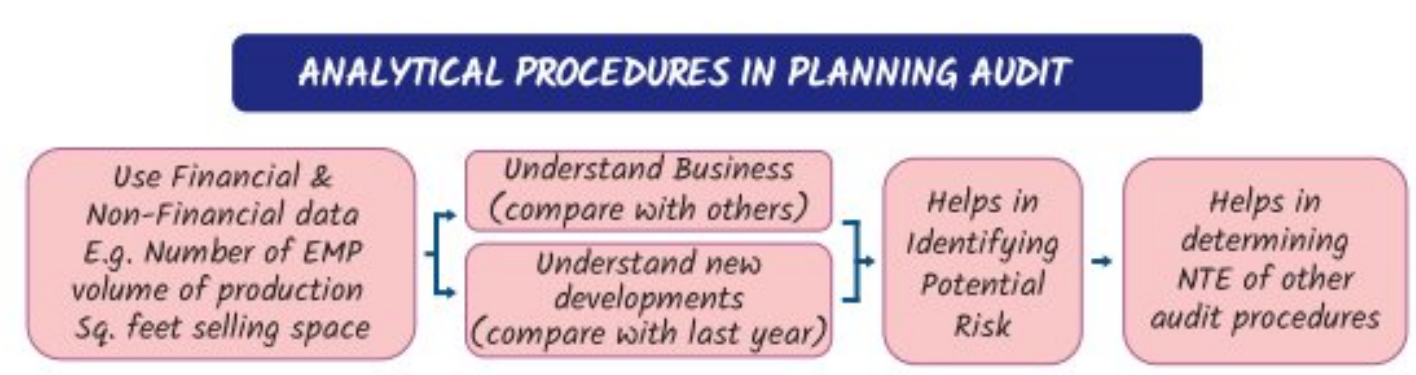 ANALYTICAL PROCEDURES IN PLANNING AUDIT
Use Financial &
Non-Financial data
E.g. Number of EMP
volume of production
Sq. feet selling space
Understand Business
(compare with others)
Understand new
developments
(compare with last year)
Helps in
Identifying
Potential
Risk
Helps in
determining
NTE of other
audit procedures